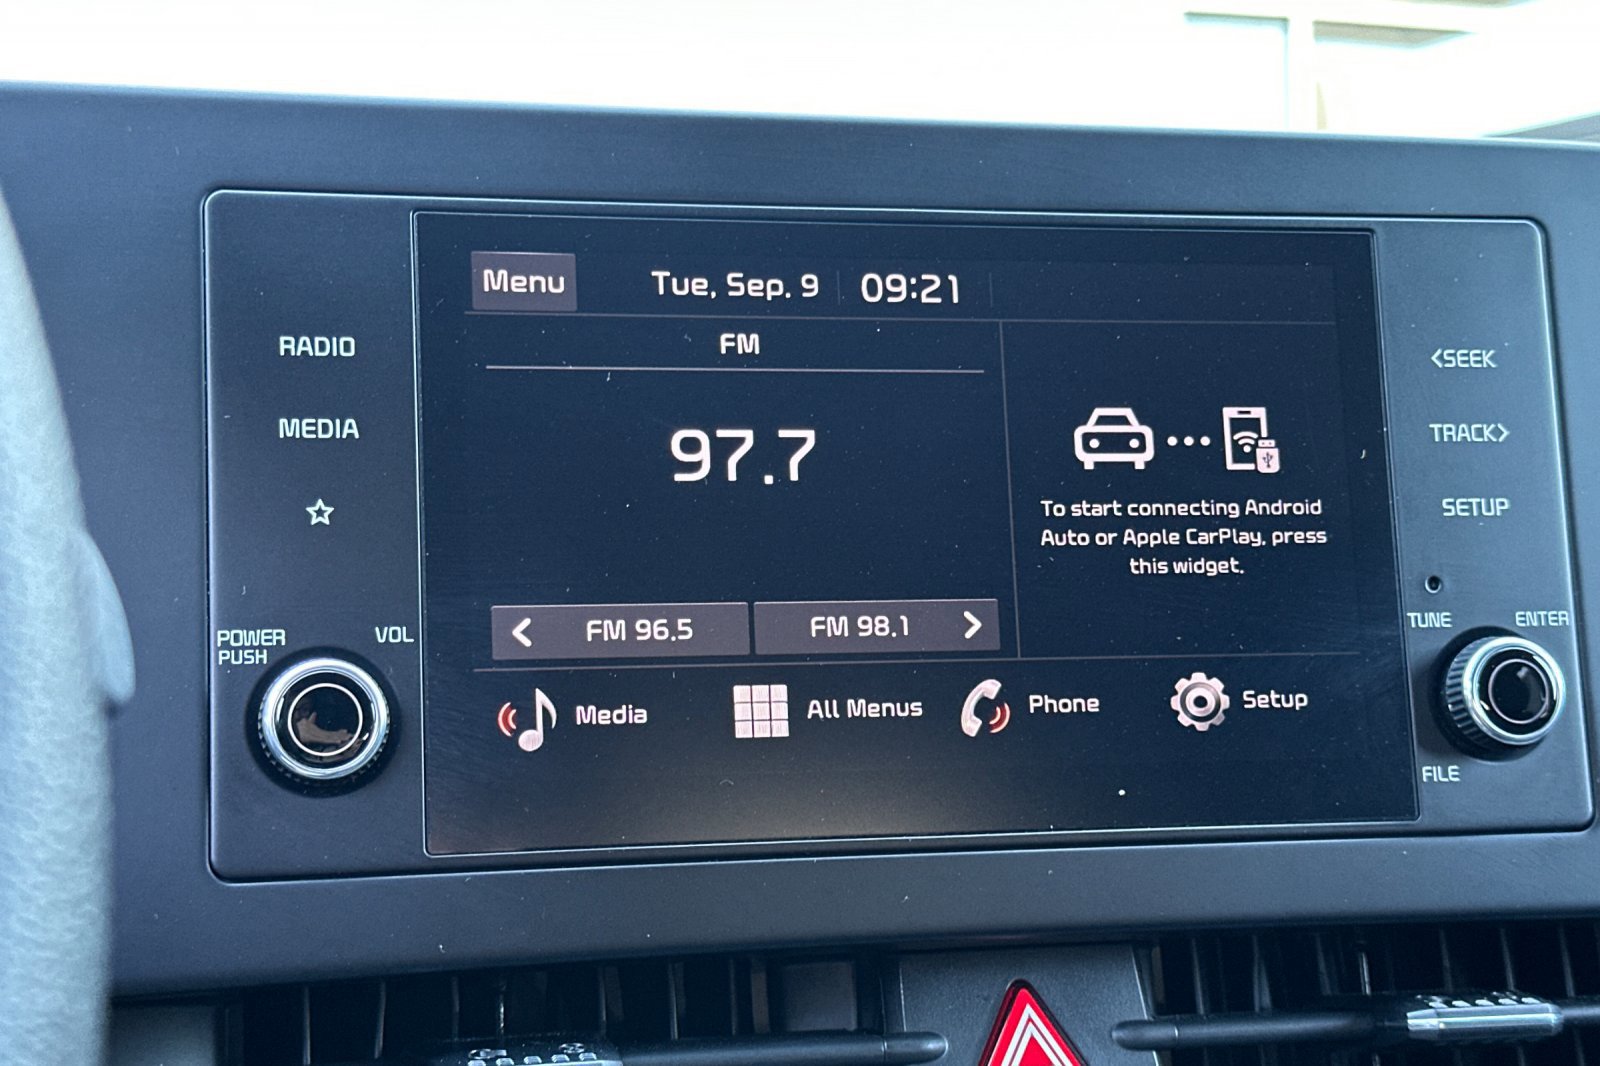 Menu
Tue, Sep. 9
09:21
RADIO
MEDIA
POWER
PUSH
VOL
FM
97.7
FM 96.5
FM 98.1
To start connecting Android
Auto or Apple CarPlay, press
this widget.
Media
All Menus
Phone
Setup
<SEEK
TRACK>
SETUP
TUNE
ENTER
FILE